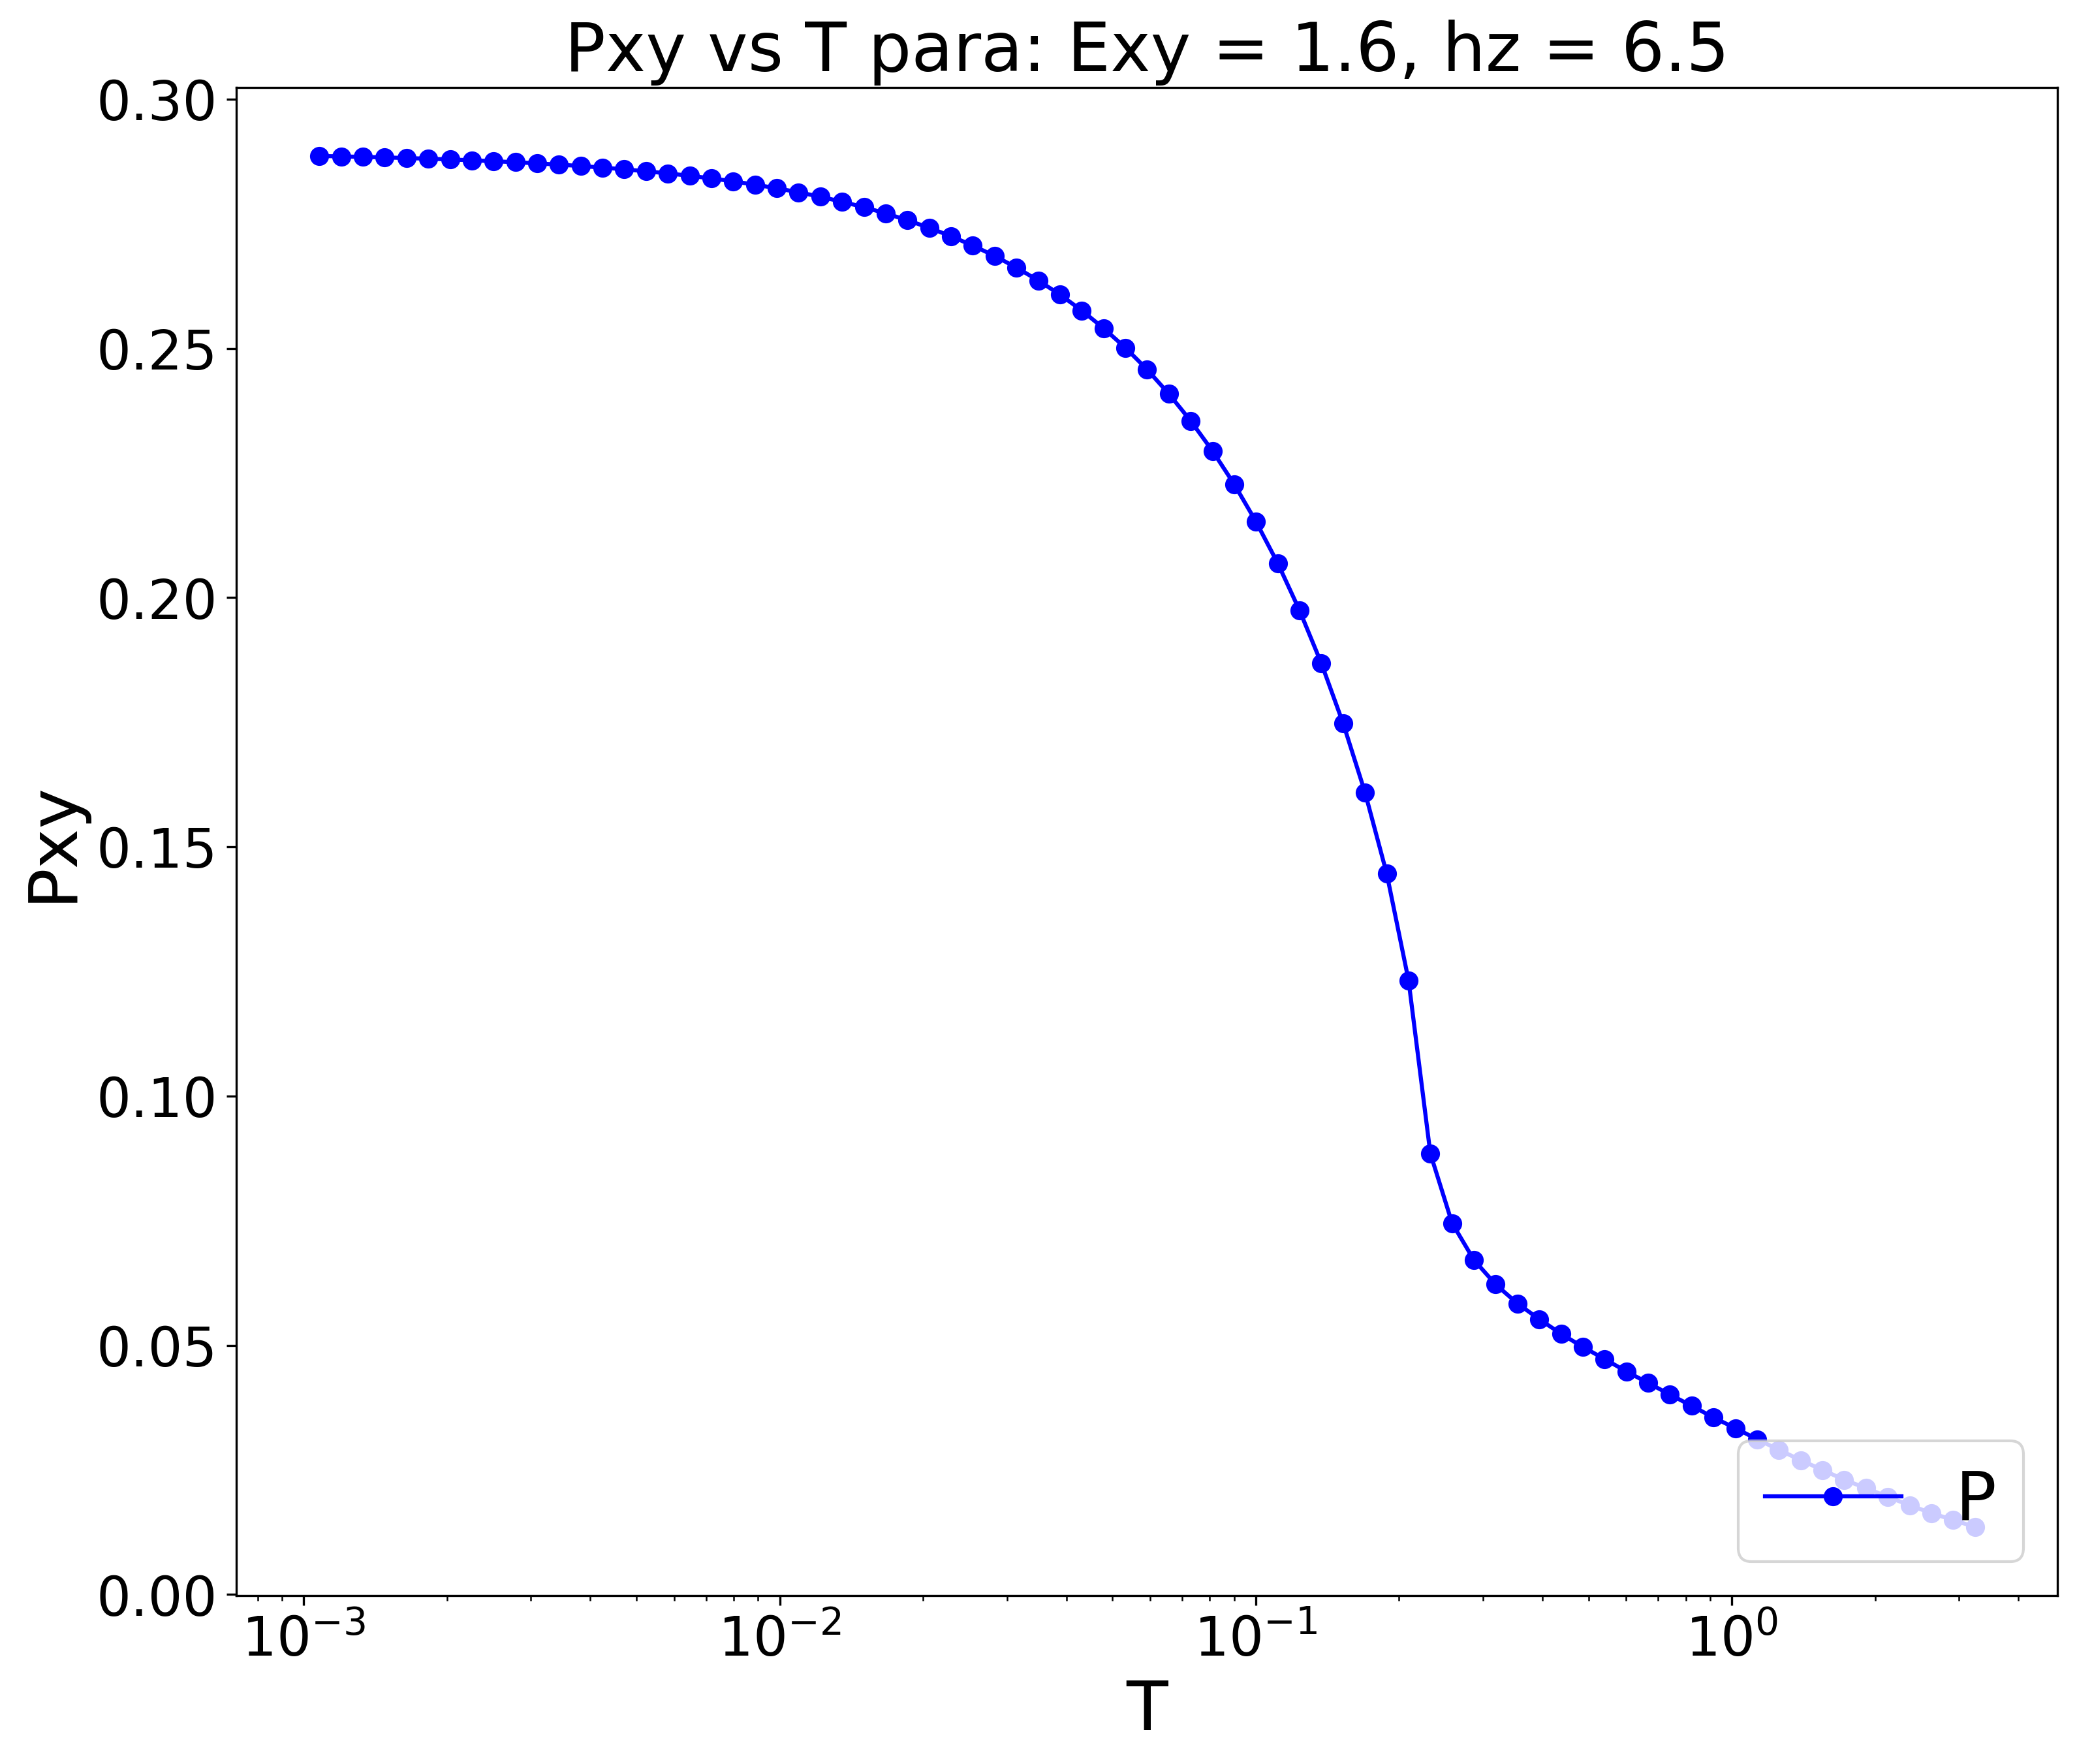 Pxy vs T para: Exy = 1.6, hz = 6.5
0.30
0.25
0.20
0.15
0.10
0.05
0.00
Pxy
P
10⁻³ 10⁻² 10⁻¹ 10⁰
T